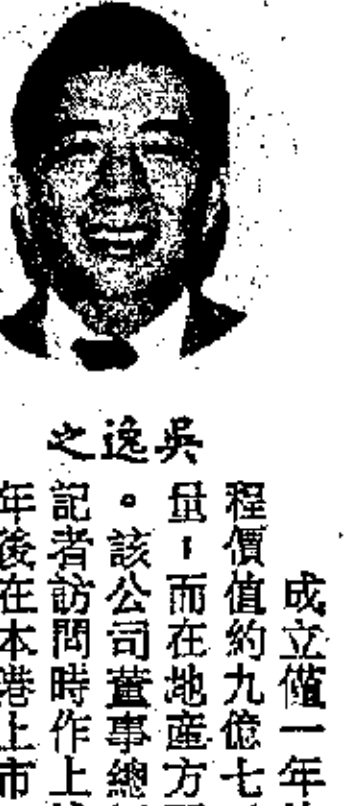 吳逸之
成立僅一年
程價值約九億七
量，而在地產方
。該公司董事總
記者訪問時作上
年後在本港上市